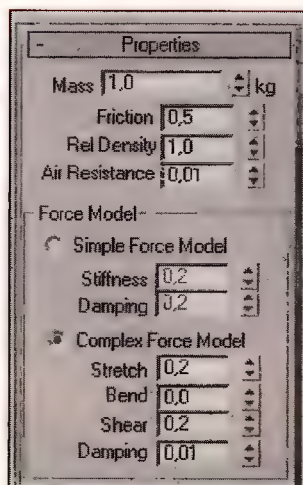 - Properties
Mass 1,0 kg
Friction 0,5
Rel Density 1,0
Air Resistance 0,01
Force Model
Simple Force Model
Stiffness 0,2
Damping 0,2
Complex Force Model
Stretch 0,2
Bend 0,0
Shear 0,2
Damping 0,01